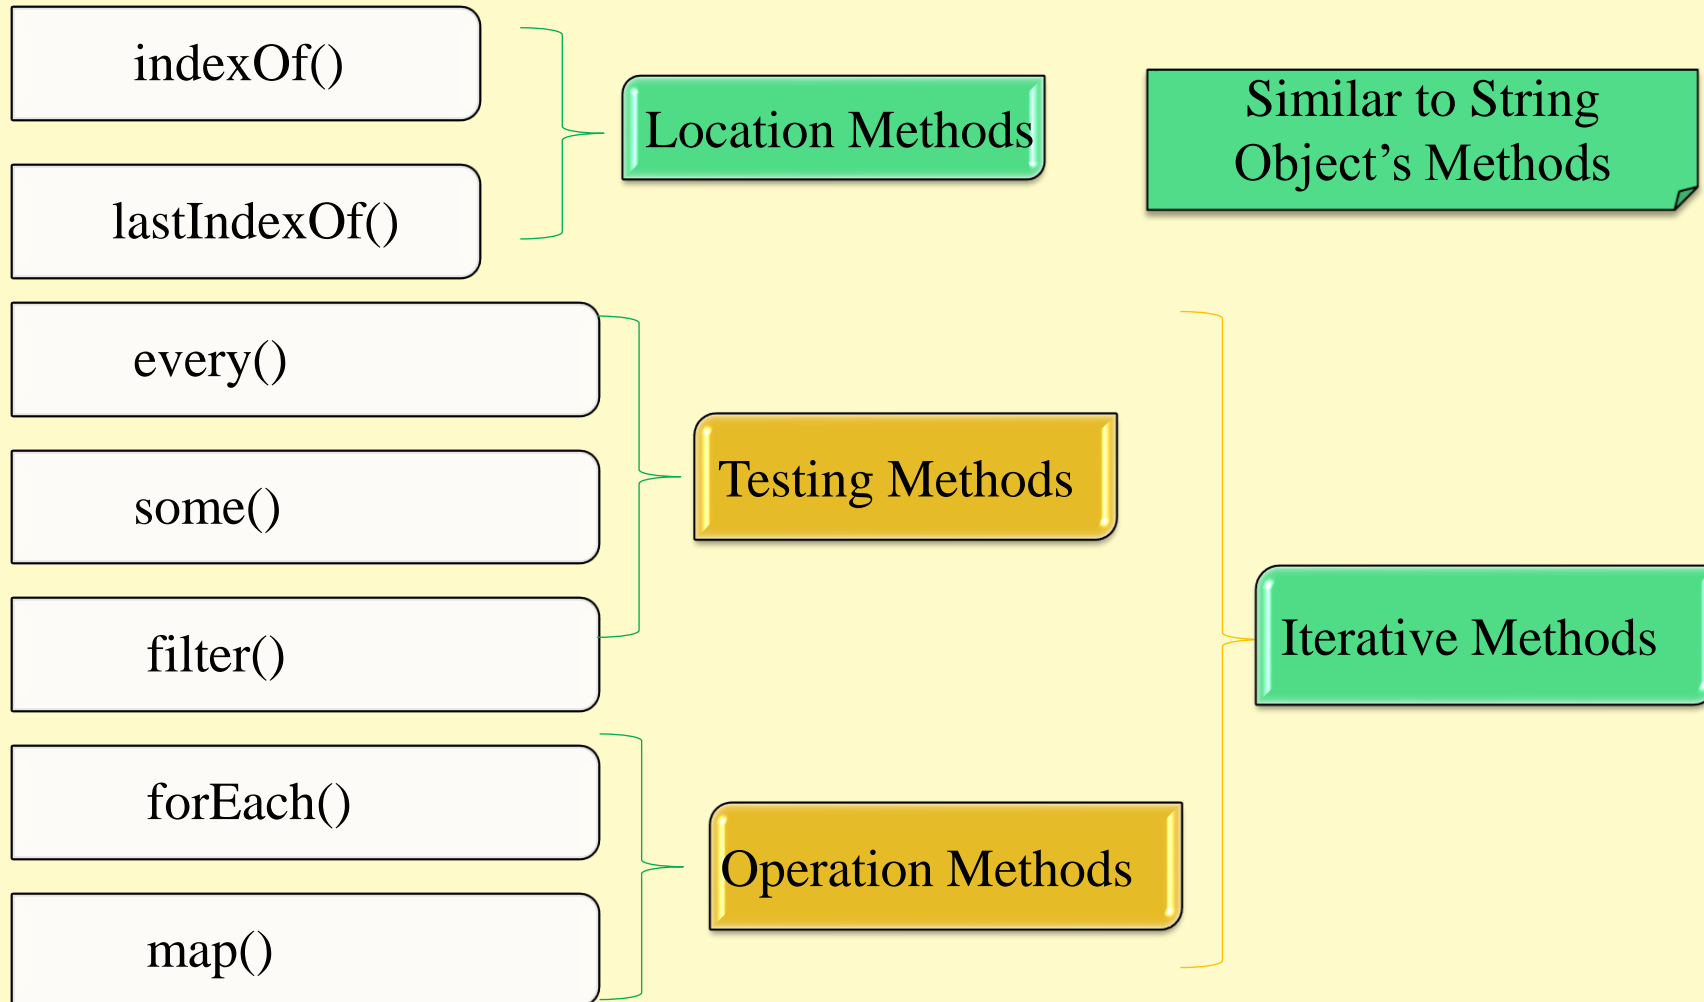 indexOf()
lastIndexOf()
Location Methods
Similar to String
Object’s Methods
every()
some()
filter()
Testing Methods
forEach()
map()
Operation Methods
Iterative Methods